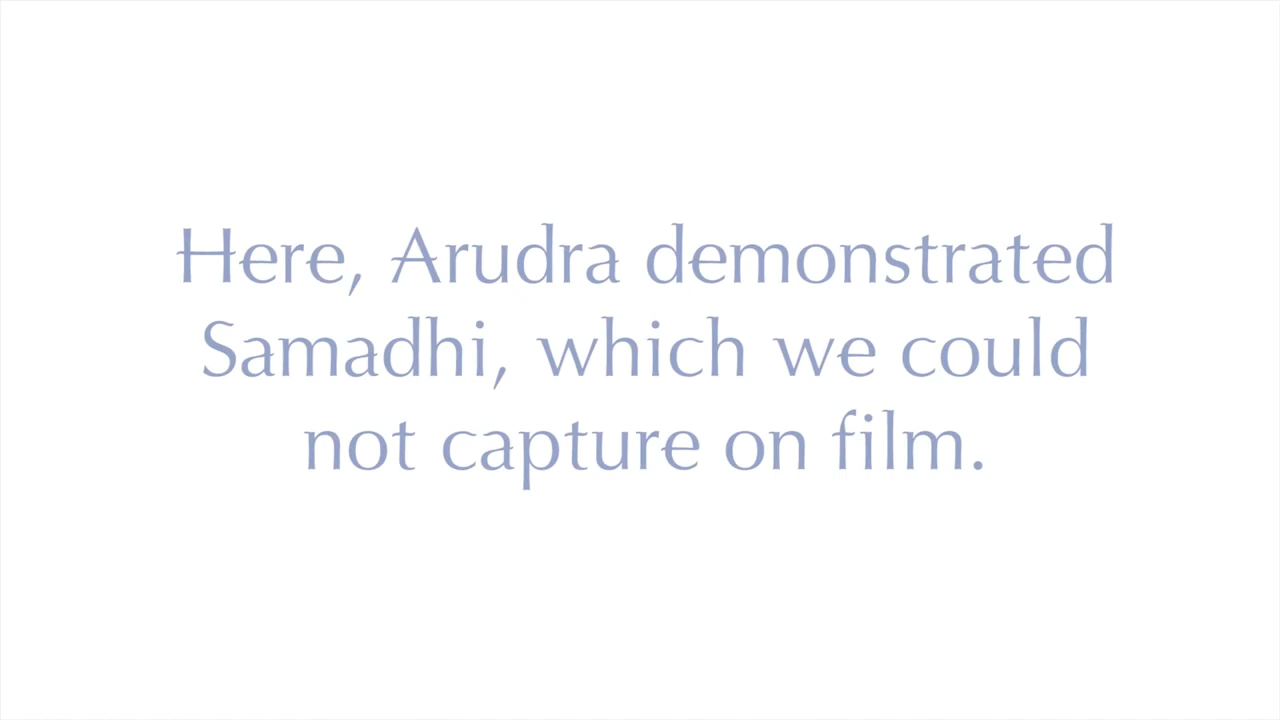 Here, Arudra demonstrated
Samadhi, which we could
not capture on film.